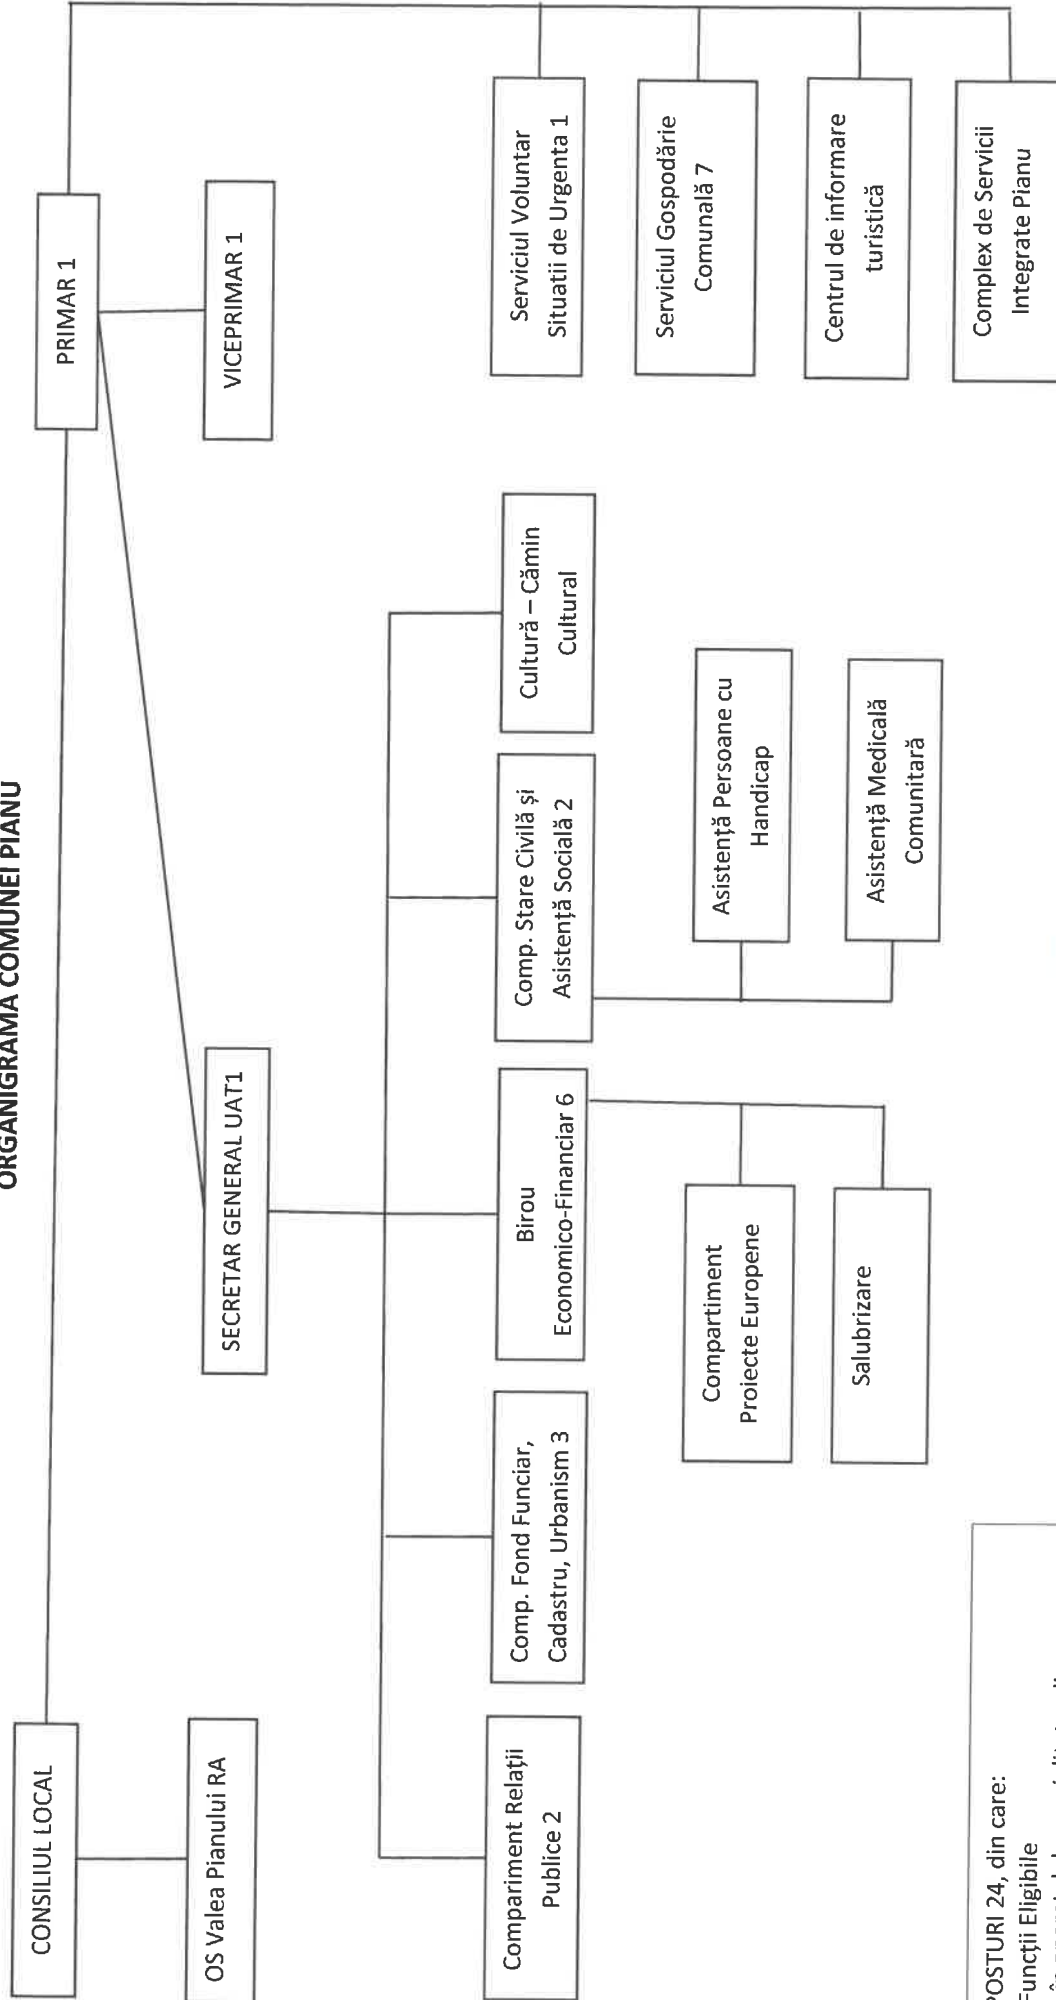 ORGANIGRAMA COMUNEI PIANU
CONSILIUL LOCAL
PRIMAR 1
OS Valea Pianului RA
SECRETAR GENERAL UAT1
VICEPRIMAR 1
Compariment Relații
Publice 2
Comp. Fond Funciar,
Cadastru, Urbanism 3
Birou
Economico-Financiar 6
Comp. Stare Civilă și
Asistență Socială 2
Cultură – Cămin
Cultural
Serviciul Voluntar
Situatii de Urgenta 1
Serviciul Gospodărie
Comunală 7
Centrul de informare
turistică
Complex de Servicii
Integrate Pianu
Compartiment
Proiecte Europene
Salubrizare
Asistență Persoane cu
Handicap
Asistență Medicală
Comunitară
POSTURI 24, din care:
Funcții Eligibile